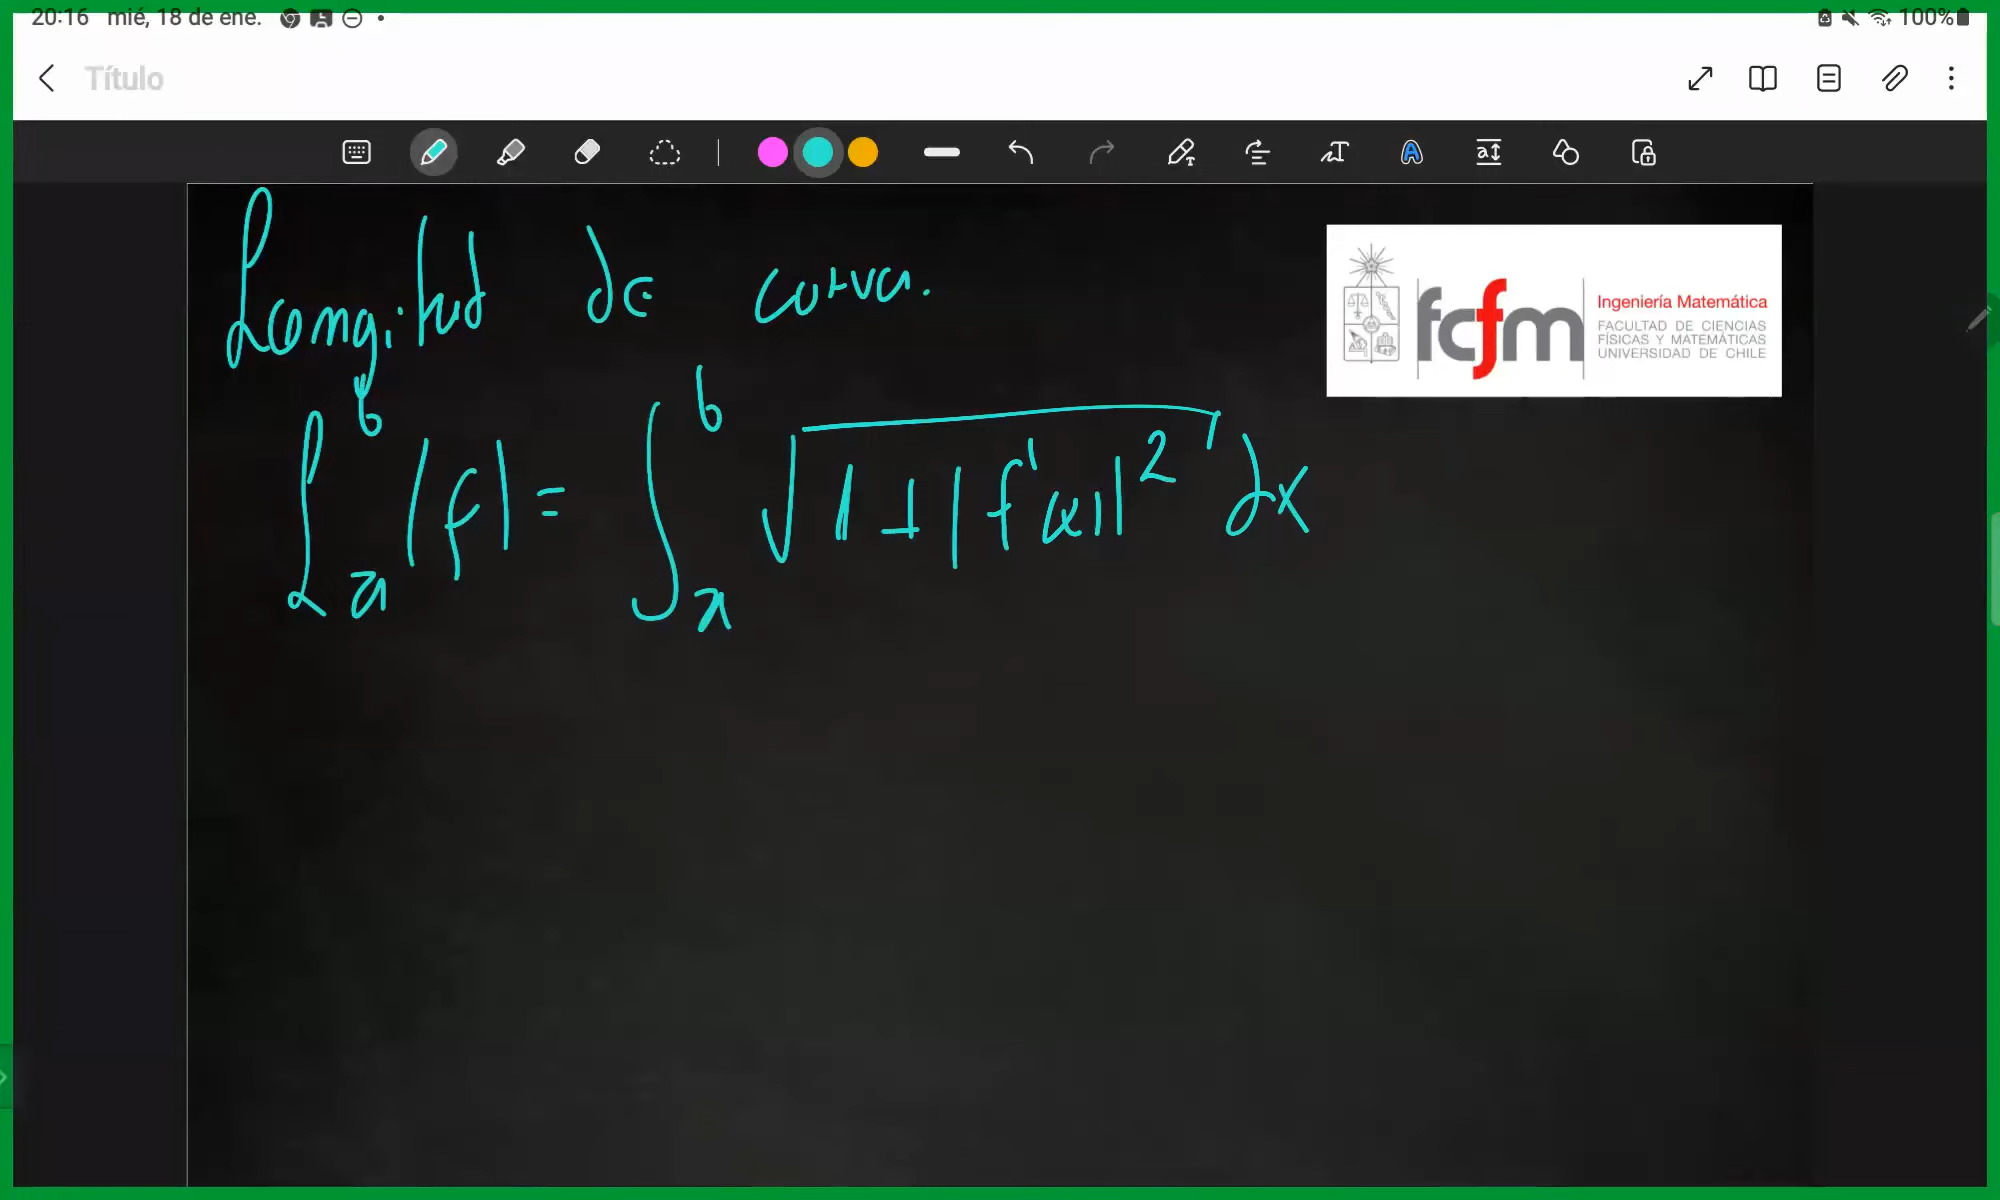 20:16 mié, 18 de ene. 100%
Título
Longitud de curva.
L_a^b (f) = ∫_a^b √(1+(f'(x))^2) dx
fcfm
Ingeniería Matemática
FACULTAD DE CIENCIAS
FÍSICAS Y MATEMÁTICAS
UNIVERSIDAD DE CHILE